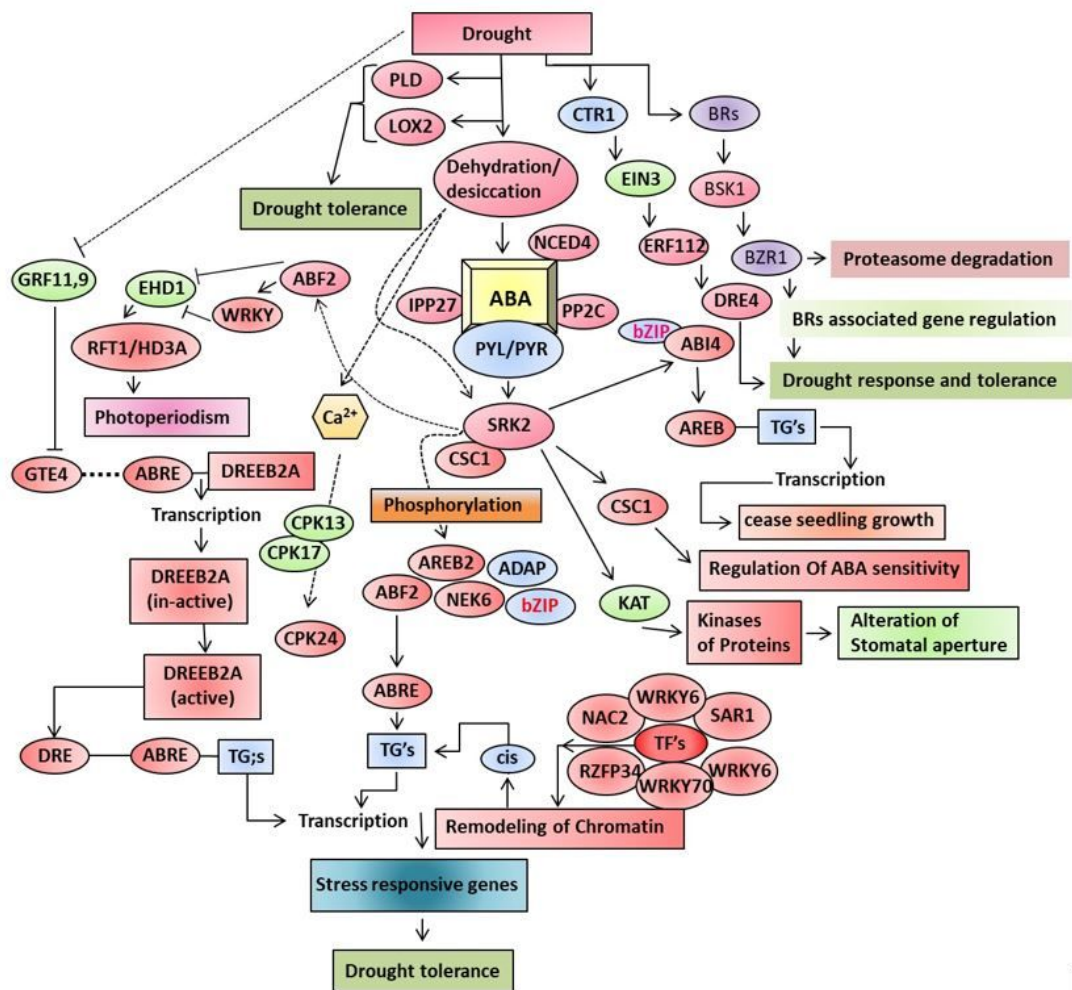 Drought
PLD
LOX2
CTR1
BRs
Dehydration/
desiccation
EIN3
BSK1
Drought tolerance
NCED4
ERF112
BZR1
Proteasome degradation
GRF11,9
EHD1
ABF2
WRKY
IPP27
ABA
PP2C
DRE4
BRs associated gene regulation
RFT1/HD3A
PYL/PYR
bZIP
ABI4
Drought response and tolerance
Photoperiodism
Ca2+
SRK2
CSC1
AREB
TG's
GTE4
ABRE
DREEB2A
Transcription
Phosphorylation
CSC1
Transcription
cease seedling growth
CPK13
CPK17
AREB2
ADAP
ABF2
NEK6
bZIP
Regulation Of ABA sensitivity
DREEB2A
(in-active)
CPK24
KAT
Kinases
of Proteins
Alteration of
Stomatal aperture
DREEB2A
(active)
ABRE
WRKY6
NAC2
SAR1
TF's
RZFP34
WRKY70
WRKY6
DRE
ABRE
TG;s
TG's
cis
Transcription
Remodeling of Chromatin
Stress responsive genes
Drought tolerance